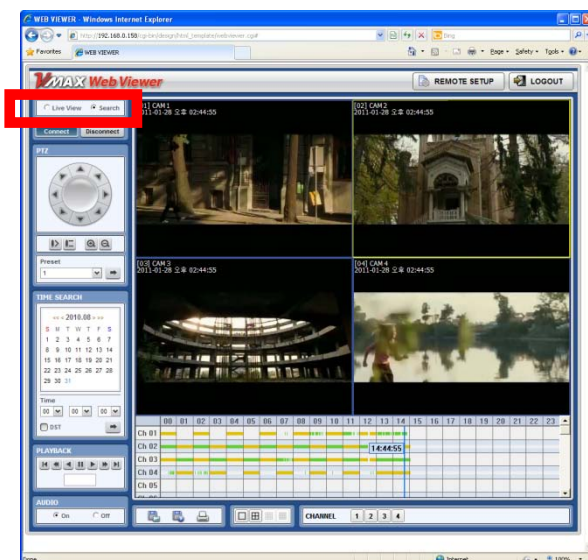 WEB VIEWER - Windows Internet Explorer
http://192.168.0.158/cgi-bin/design/html_template/webviewer.cgi#
Bing
Favorites WEB VIEWER Page Safety Tools
VMAX Web Viewer REMOTE SETUP LOGOUT
Live View Search
Connect Disconnect
PTZ
Preset
1
TIME SEARCH
<< < 2010.08 > >>
S M T W T F S
1 2 3 4 5 6 7
8 9 10 11 12 13 14
15 16 17 18 19 20 21
22 23 24 25 26 27 28
29 30 31
Time
00 00 00
DST
PLAYBACK
AUDIO
On Off
[01] CAM 1
2011-01-28 오후 02:44:55
[02] CAM 2
2011-01-28 오후 02:44:55
[03] CAM 3
2011-01-28 오후 02:44:55
[04] CAM 4
2011-01-28 오후 02:44:55
00 01 02 03 04 05 06 07 08 09 10 11 12 13 14 15 16 17 18 19 20 21 22 23
Ch 01
Ch 02
14:44:55
Ch 03
Ch 04
Ch 05
CHANNEL 1 2 3 4
Done Internet 100%